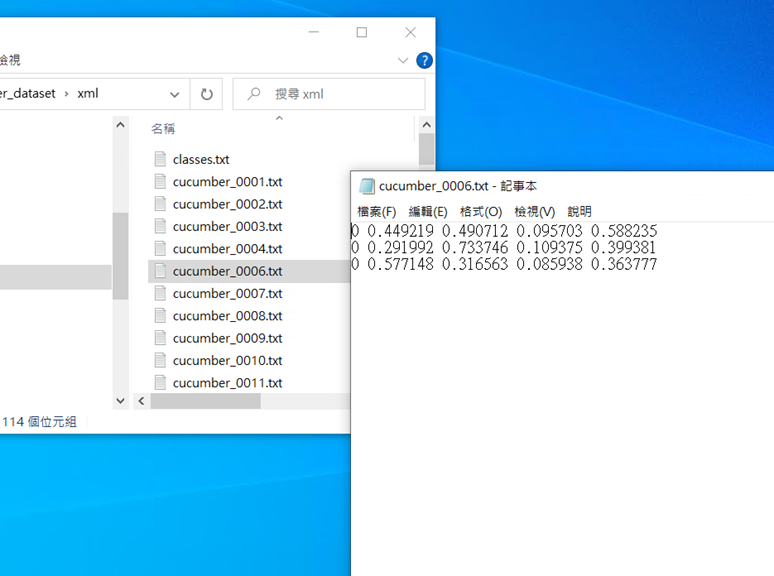 檢視
er_dataset › xml
搜尋 xml
名稱
classes.txt
cucumber_0001.txt
cucumber_0002.txt
cucumber_0003.txt
cucumber_0004.txt
cucumber_0006.txt
cucumber_0007.txt
cucumber_0008.txt
cucumber_0009.txt
cucumber_0010.txt
cucumber_0011.txt
114 個位元組
cucumber_0006.txt - 記事本
檔案(F) 編輯(E) 格式(O) 檢視(V) 說明
0 0.449219 0.490712 0.095703 0.588235
0 0.291992 0.733746 0.109375 0.399381
0 0.577148 0.316563 0.085938 0.363777